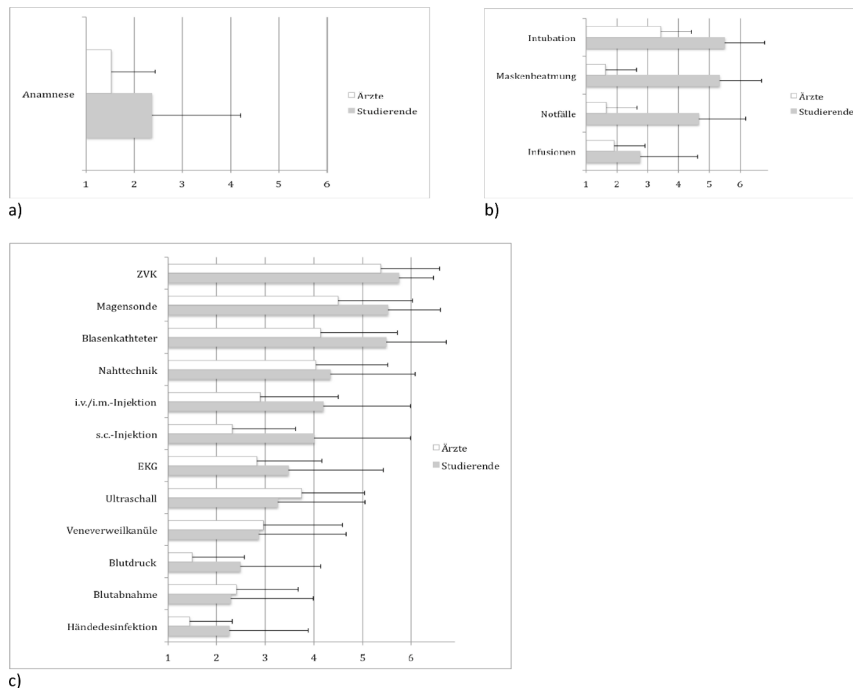 Anamnese
Ärzte
Studierende
1 2 3 4 5 6
a)
Intubation
Maskenbeatmung
Notfälle
Infusionen
Ärzte
Studierende
1 2 3 4 5 6
b)
ZVK
Magensonde
Blasenkathteter
Nahttechnik
i.v./i.m.-Injektion
s.c.-Injektion
EKG
Ultraschall
Veneverweilkanüle
Blutdruck
Blutabnahme
Händedesinfektion
Ärzte
Studierende
1 2 3 4 5 6
c)